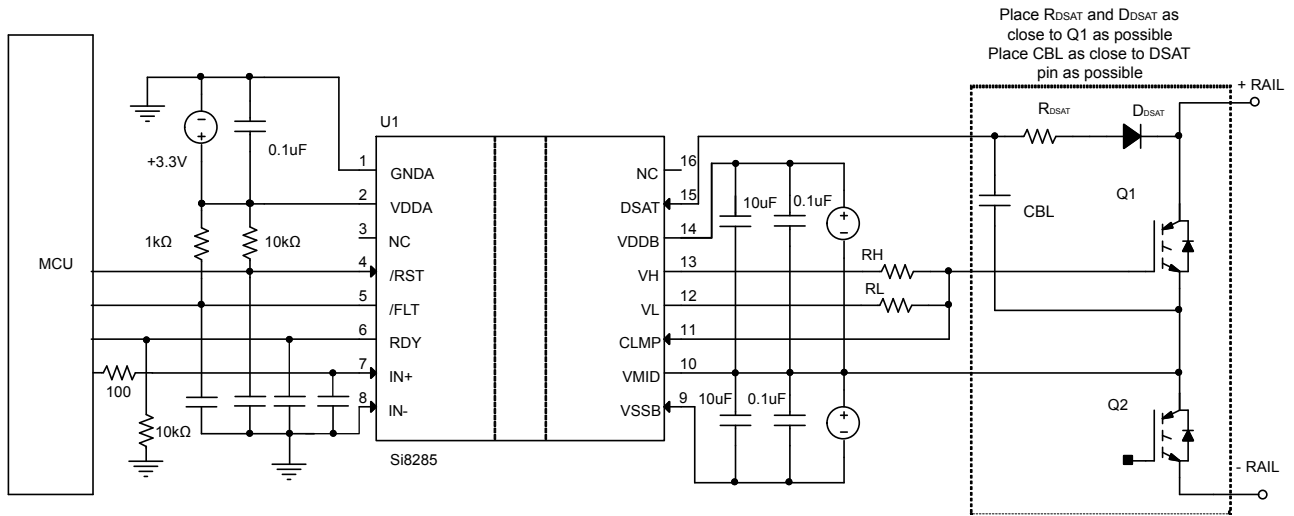 Place RDSAT and DDSAT as
close to Q1 as possible
Place CBL as close to DSAT
pin as possible
+ RAIL
RDSAT
DDSAT
U1
0.1uF
+3.3V
1
GNDA
2
VDDA
3
NC
4
/RST
5
/FLT
6
RDY
7
IN+
8
IN-
1kΩ
10kΩ
MCU
100
10kΩ
Si8285
16
NC
15
DSAT
14
VDDB
13
VH
12
VL
11
CLMP
10
VMID
9
VSSB
10uF
0.1uF
RH
RL
10uF
0.1uF
CBL
Q1
Q2
- RAIL